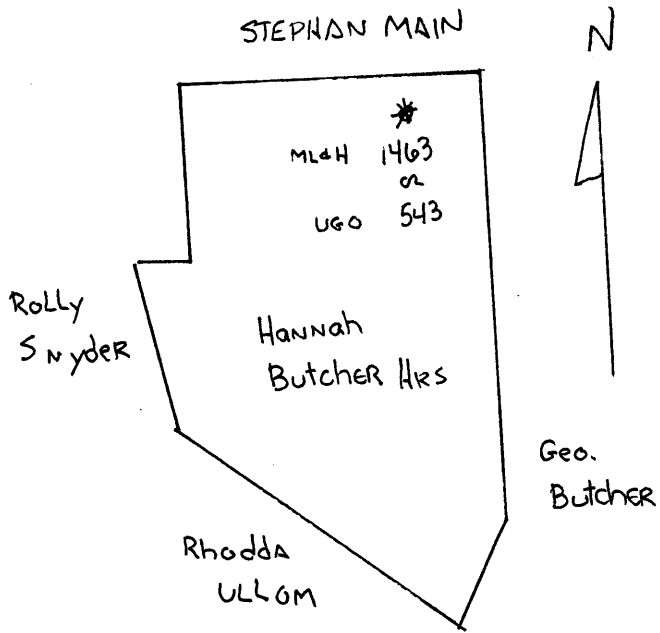 STEPHAN MAIN
N
ML&H 1463
or
UGO 543
Rolly
Snyder
Hannah
Butcher Hrs
Geo.
Butcher
Rhodda
Ullom